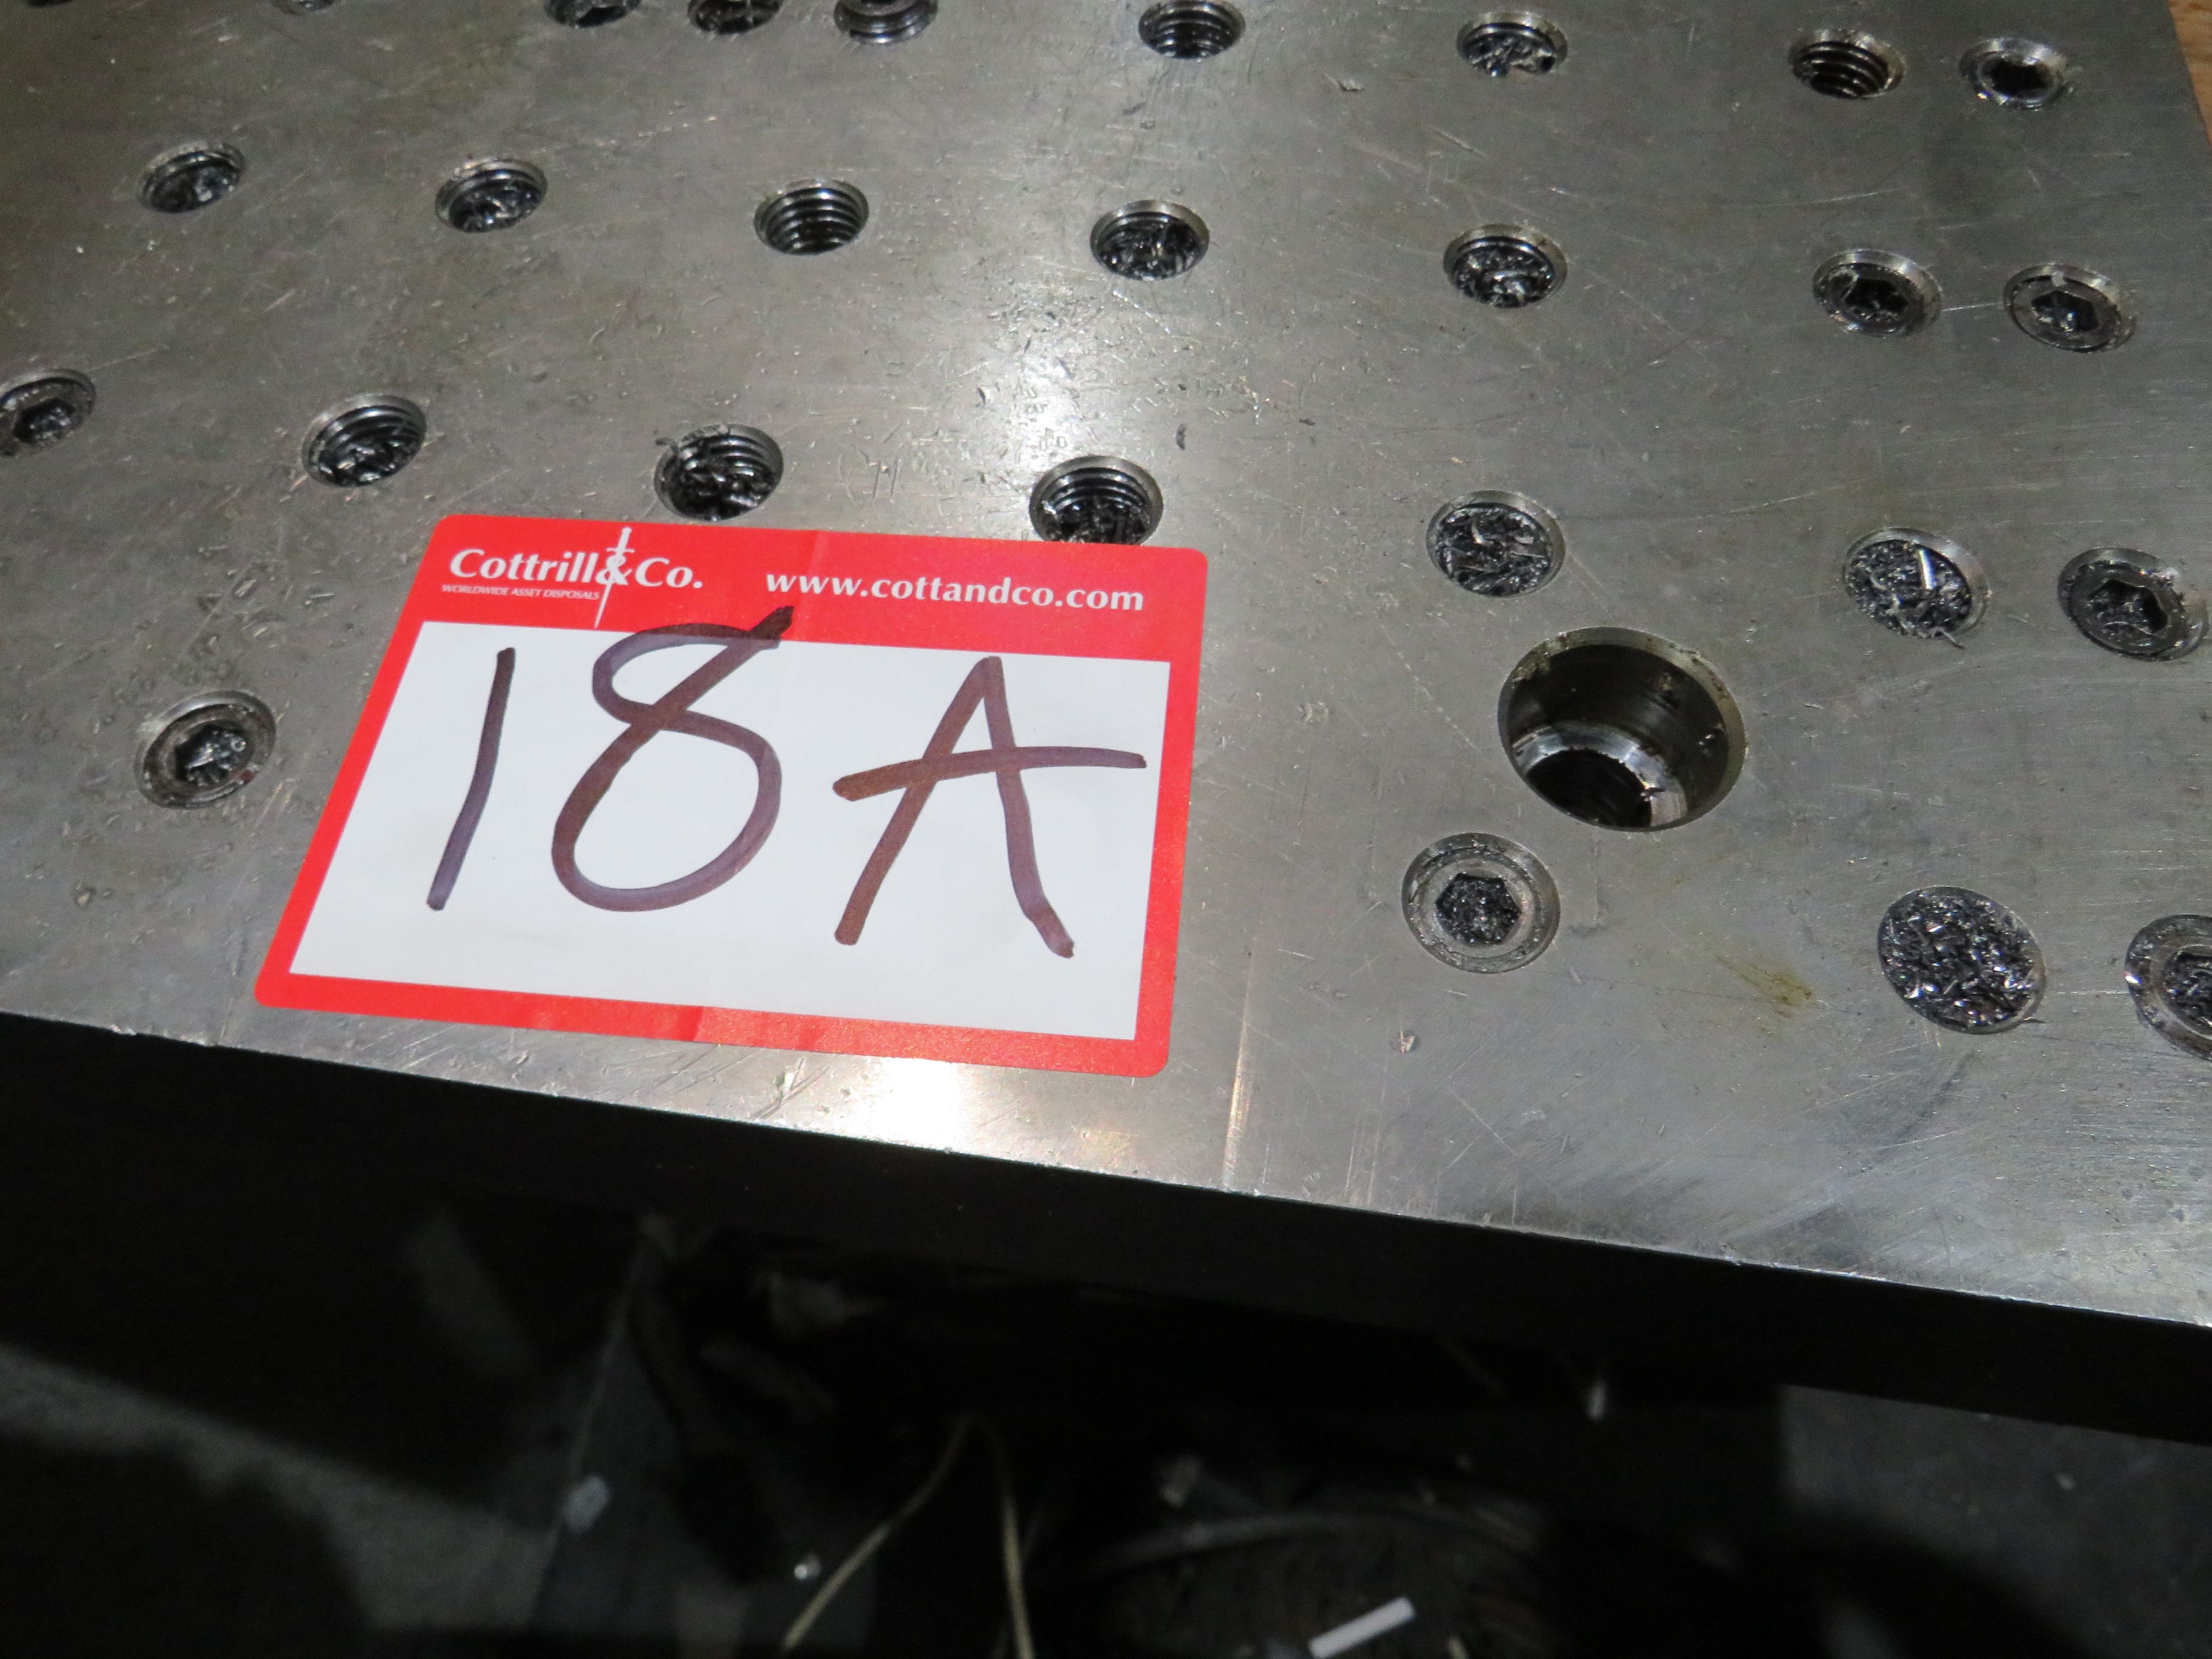 Cottrill&Co. www.cottandco.com
WORLDWIDE ASSET DISPOSALS
18A